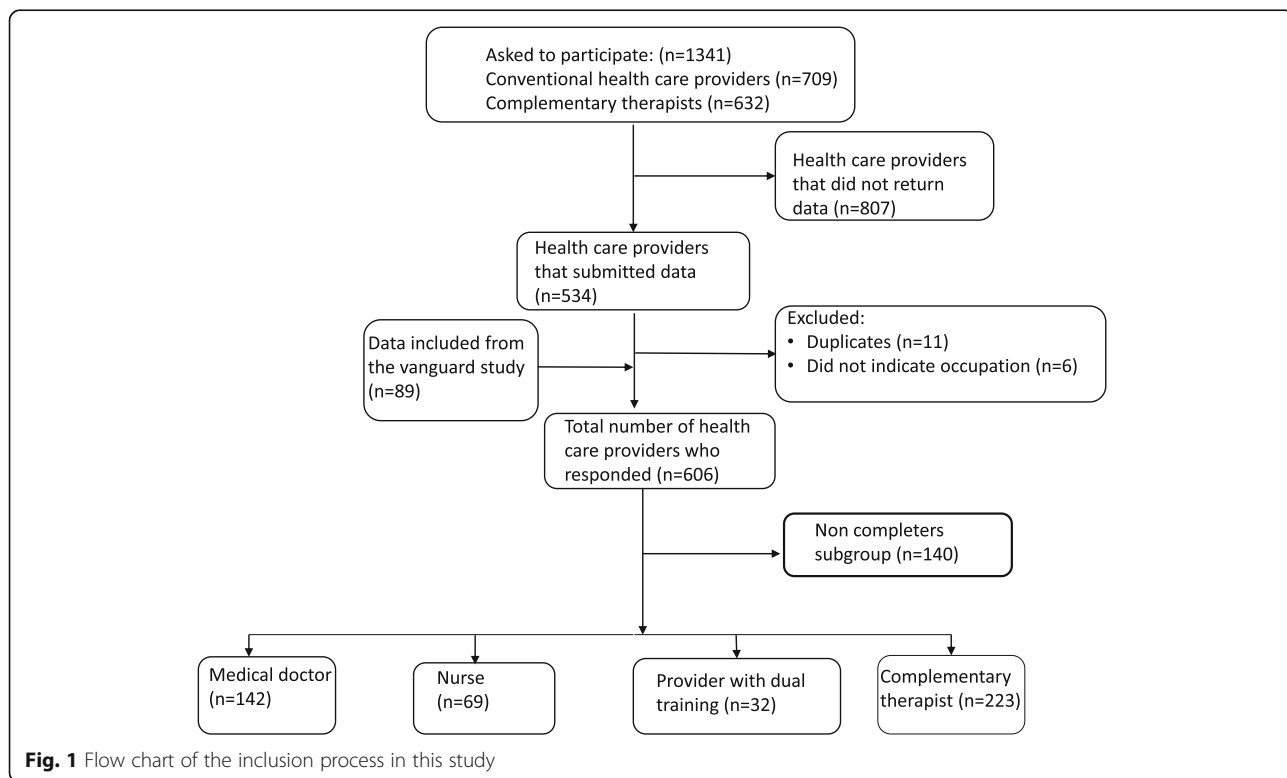 Asked to participate: (n=1341)
Conventional health care providers (n=709)
Complementary therapists (n=632)
Health care providers
that did not return
data (n=807)
Health care providers
that submitted data
(n=534)
Data included from
the vanguard study
(n=89)
Excluded:
• Duplicates (n=11)
• Did not indicate occupation (n=6)
Total number of health
care providers who
responded (n=606)
Non completers
subgroup (n=140)
Medical doctor
(n=142)
Nurse
(n=69)
Provider with dual
training (n=32)
Complementary
therapist (n=223)
Fig. 1 Flow chart of the inclusion process in this study